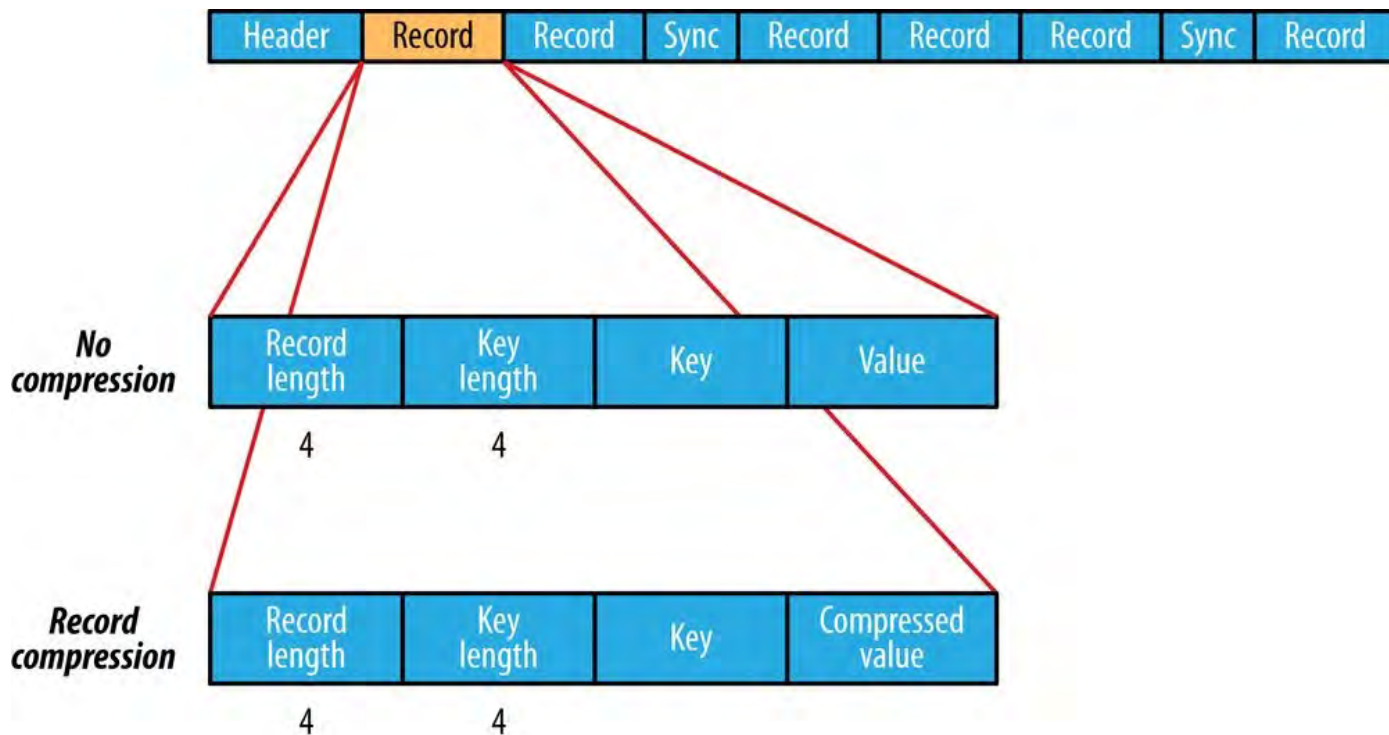 Header Record Record Sync Record Record Record Sync Record
No
compression
Record
length
Key
length
Key
Value
4 4
Record
compression
Record
length
Key
length
Key
Compressed
value
4 4